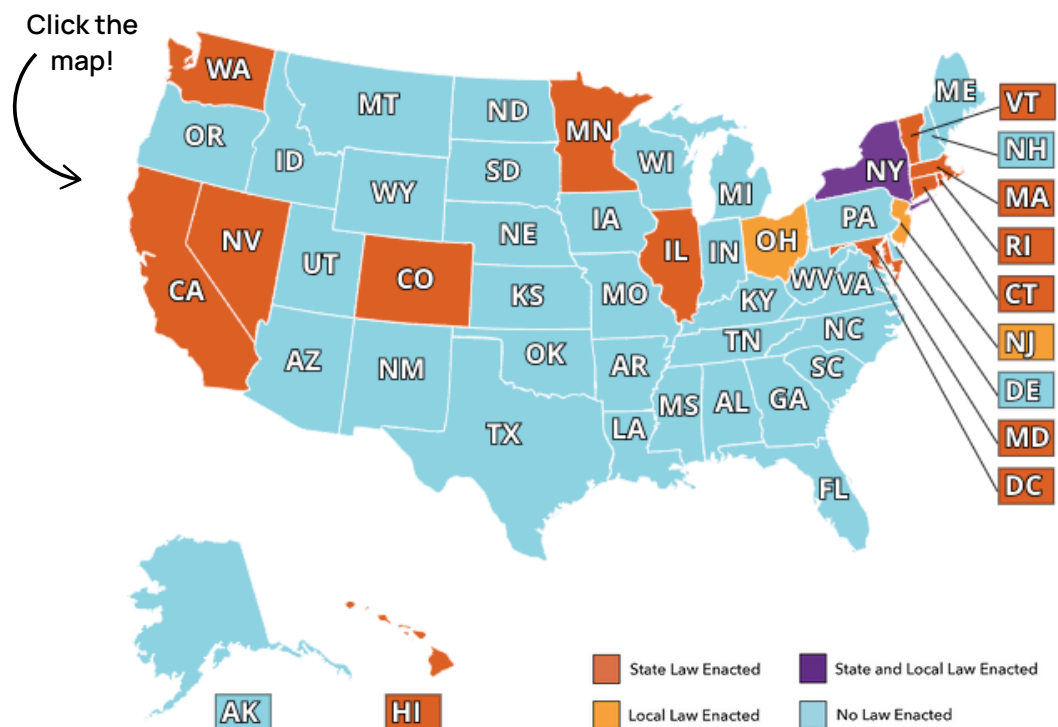 Click the
map!
WA
MT
ND
MN
OR
ID
WY
SD
WI
MI
NY
ME
VT
NH
MA
RI
CT
NJ
DE
MD
DC
NV
CA
UT
CO
NE
IA
KS
MO
IL
IN
OH
PA
WV
VA
KY
NC
TN
SC
AZ
NM
OK
AR
TX
LA
MS
AL
GA
FL
AK
HI
State Law Enacted
State and Local Law Enacted
Local Law Enacted
No Law Enacted